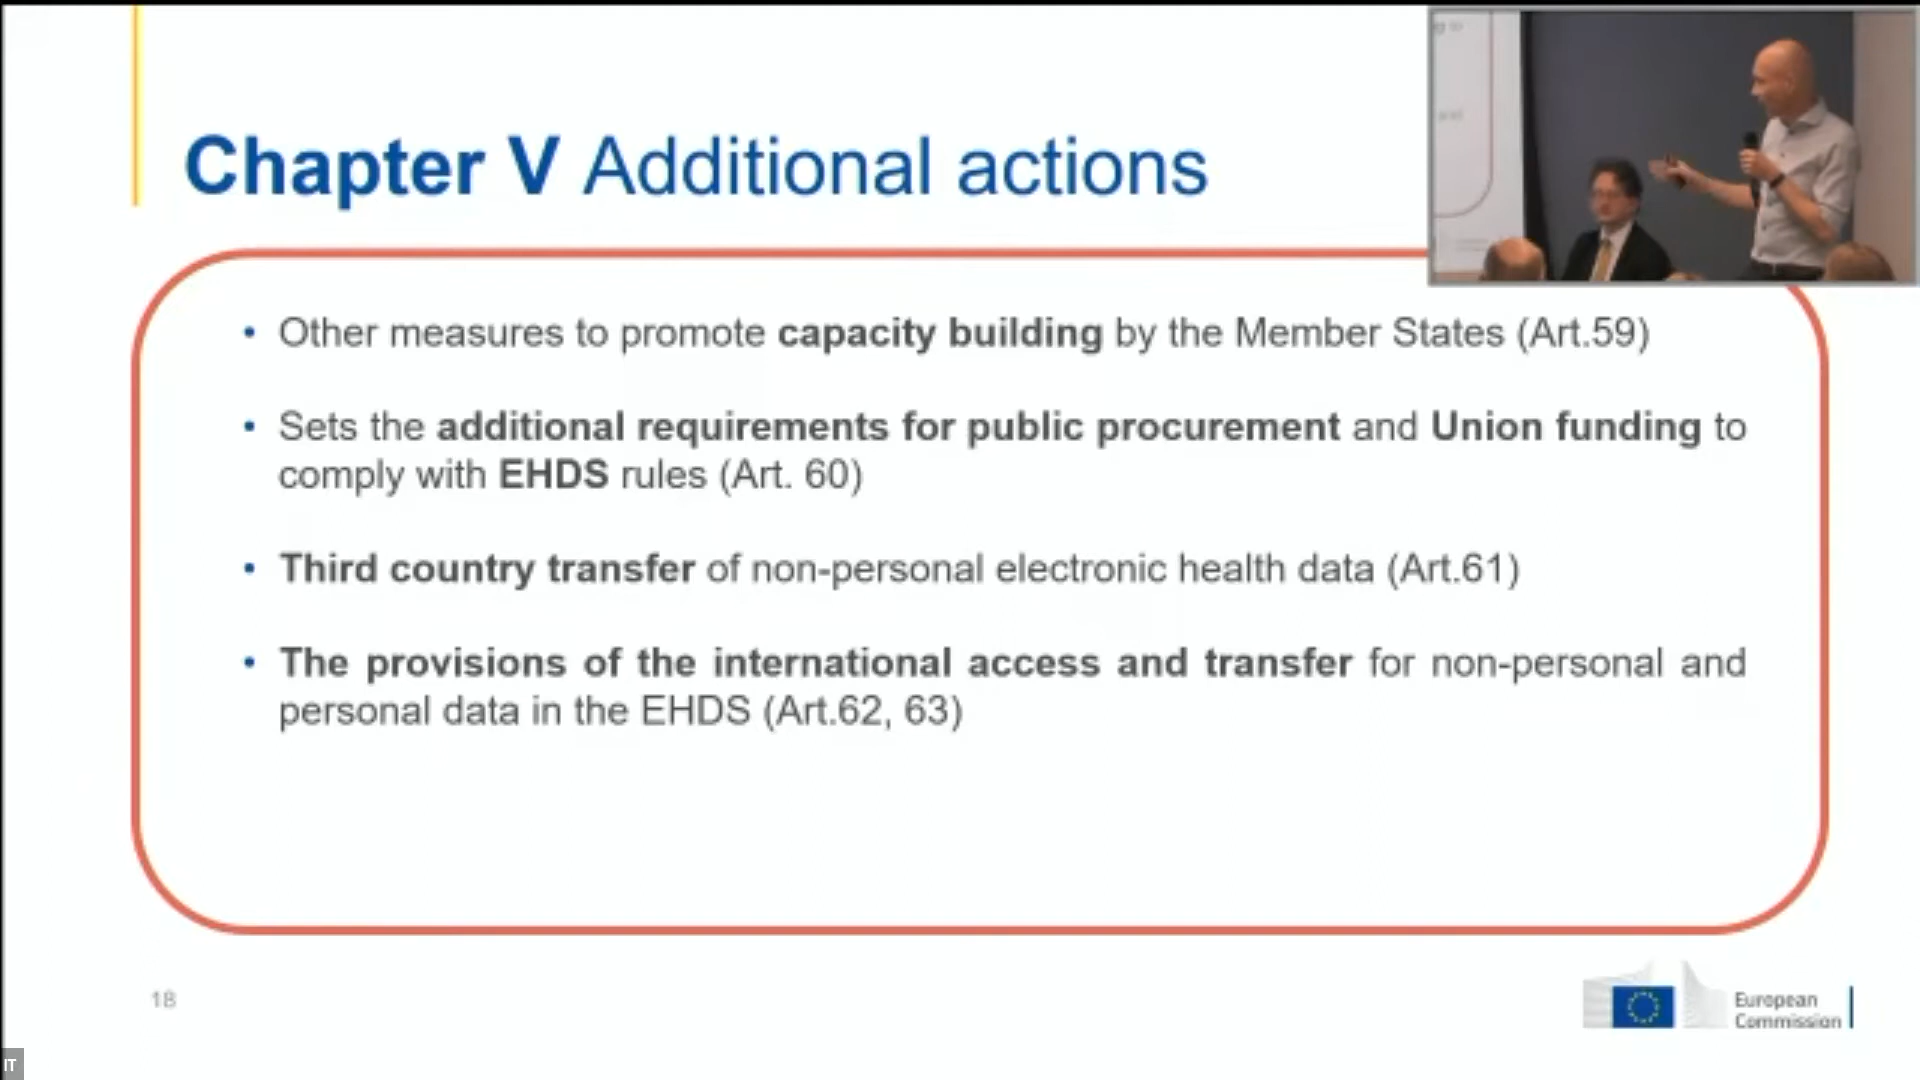 Chapter V Additional actions
• Other measures to promote capacity building by the Member States (Art.59)
• Sets the additional requirements for public procurement and Union funding to
comply with EHDS rules (Art. 60)
• Third country transfer of non-personal electronic health data (Art.61)
• The provisions of the international access and transfer for non-personal and
personal data in the EHDS (Art.62, 63)
18
European
Commission
IT